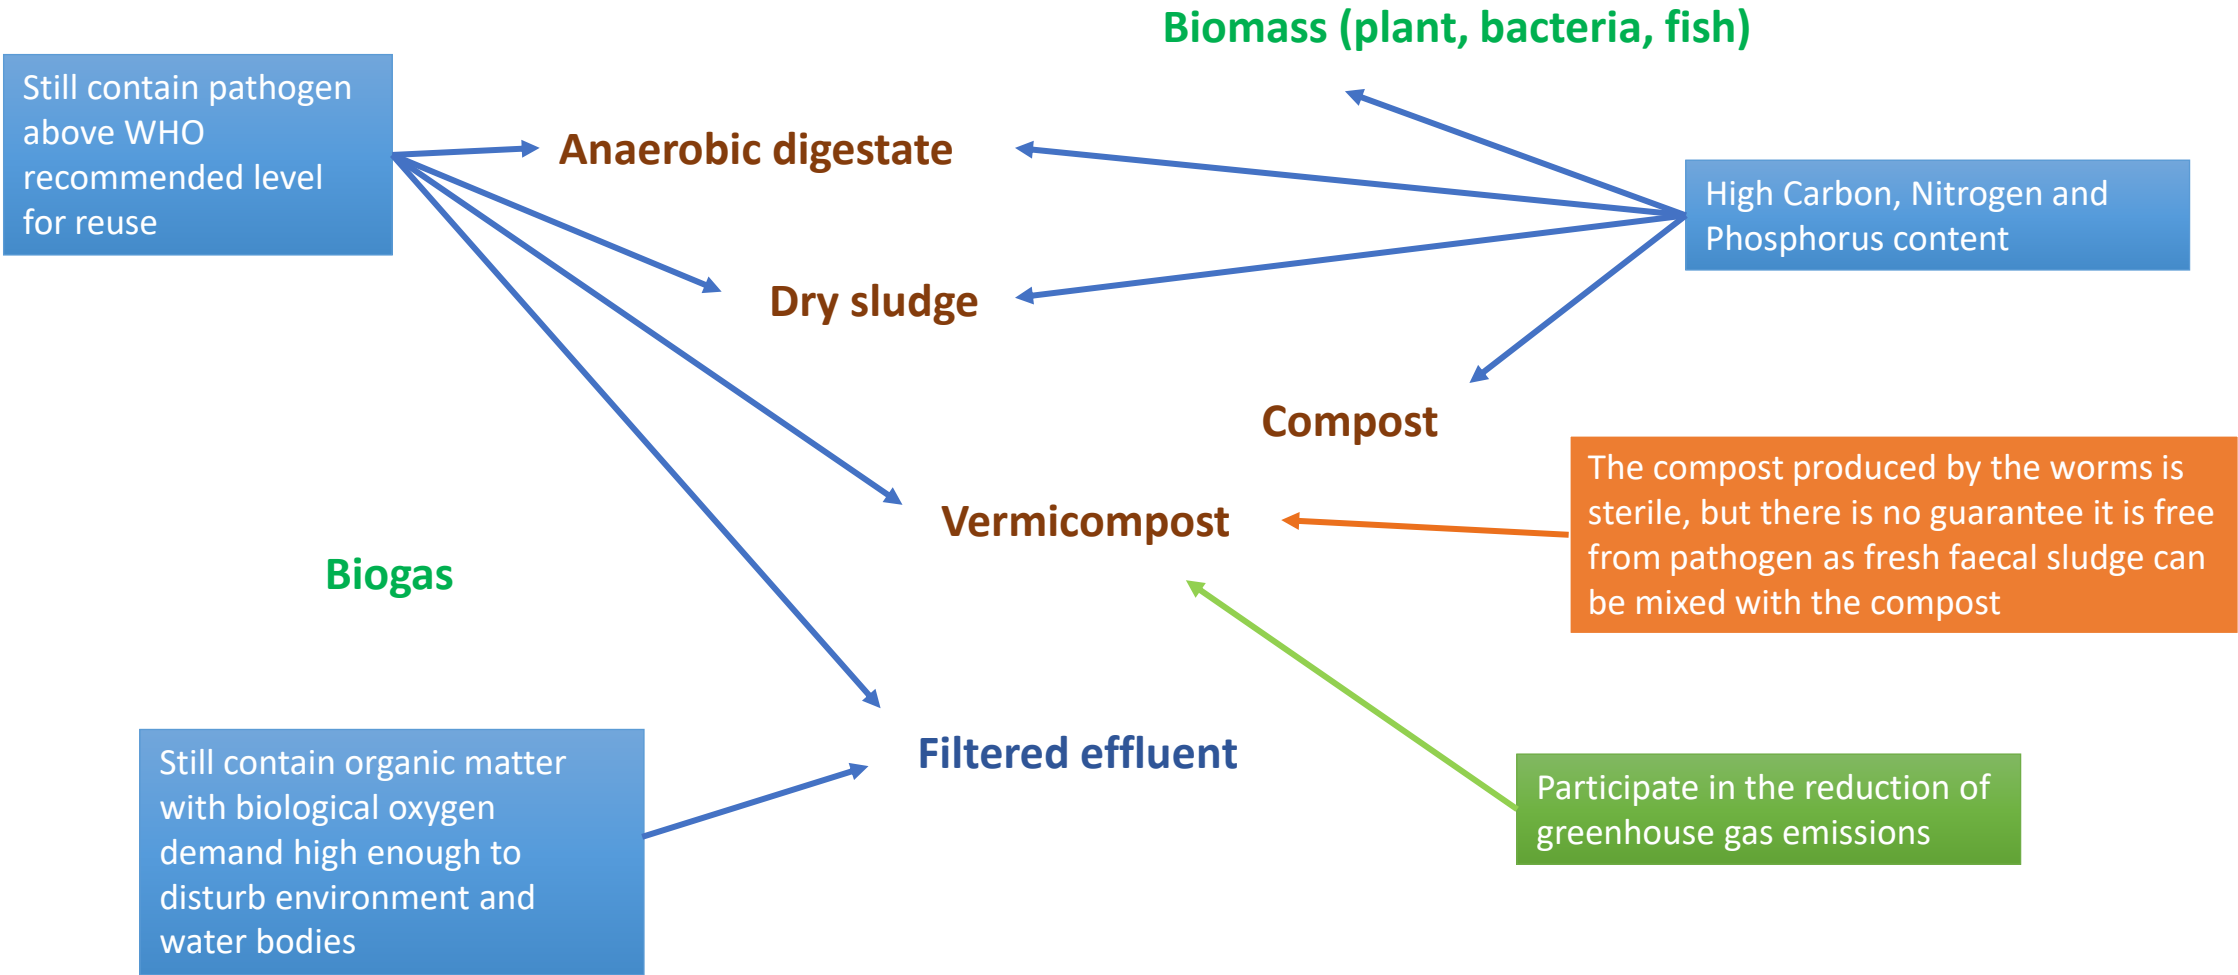 Biomass (plant, bacteria, fish)
Still contain pathogen
above WHO
recommended level
for reuse
Anaerobic digestate
High Carbon, Nitrogen and
Phosphorus content
Dry sludge
Compost
The compost produced by the worms is
sterile, but there is no guarantee it is free
from pathogen as fresh faecal sludge can
be mixed with the compost
Vermicompost
Biogas
Filtered effluent
Still contain organic matter
with biological oxygen
demand high enough to
disturb environment and
water bodies
Participate in the reduction of
greenhouse gas emissions